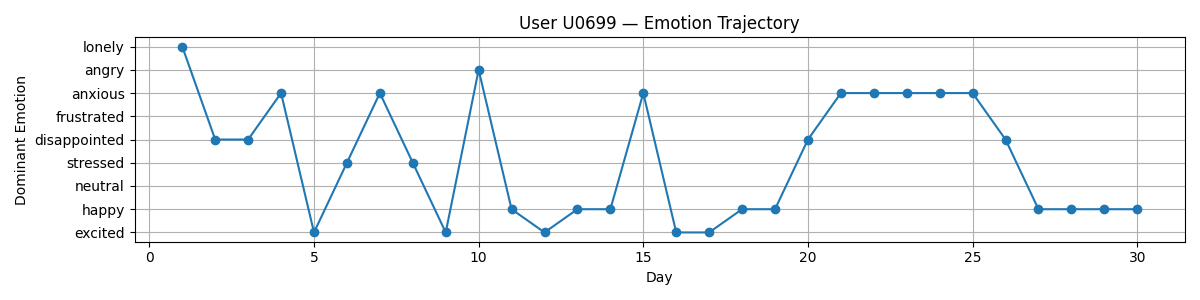 User U0699 — Emotion Trajectory
Dominant Emotion
lonely
angry
anxious
frustrated
disappointed
stressed
neutral
happy
excited
0 5 10 15 20 25 30
Day